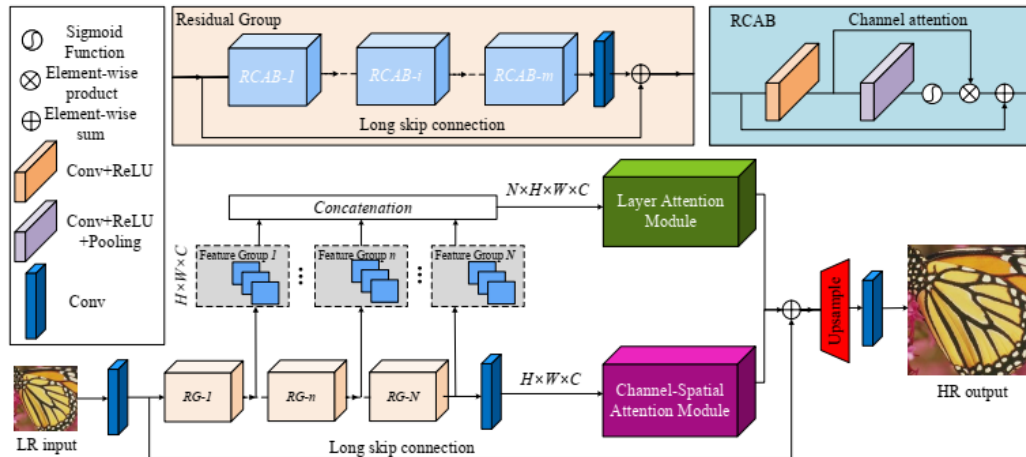 Sigmoid
Function
Element-wise
product
Element-wise
sum
Conv+ReLU
Conv+ReLU
+Pooling
Conv
Residual Group
RCAB-1
RCAB-i
RCAB-m
Long skip connection
RCAB
Channel attention
N×H×W×C
Concatenation
Layer Attention
Module
H×W×C
Feature Group 1
Feature Group n
Feature Group N
...
...
Upsample
HR output
RG-1
RG-n
RG-N
H×W×C
Channel-Spatial
Attention Module
LR input
Long skip connection